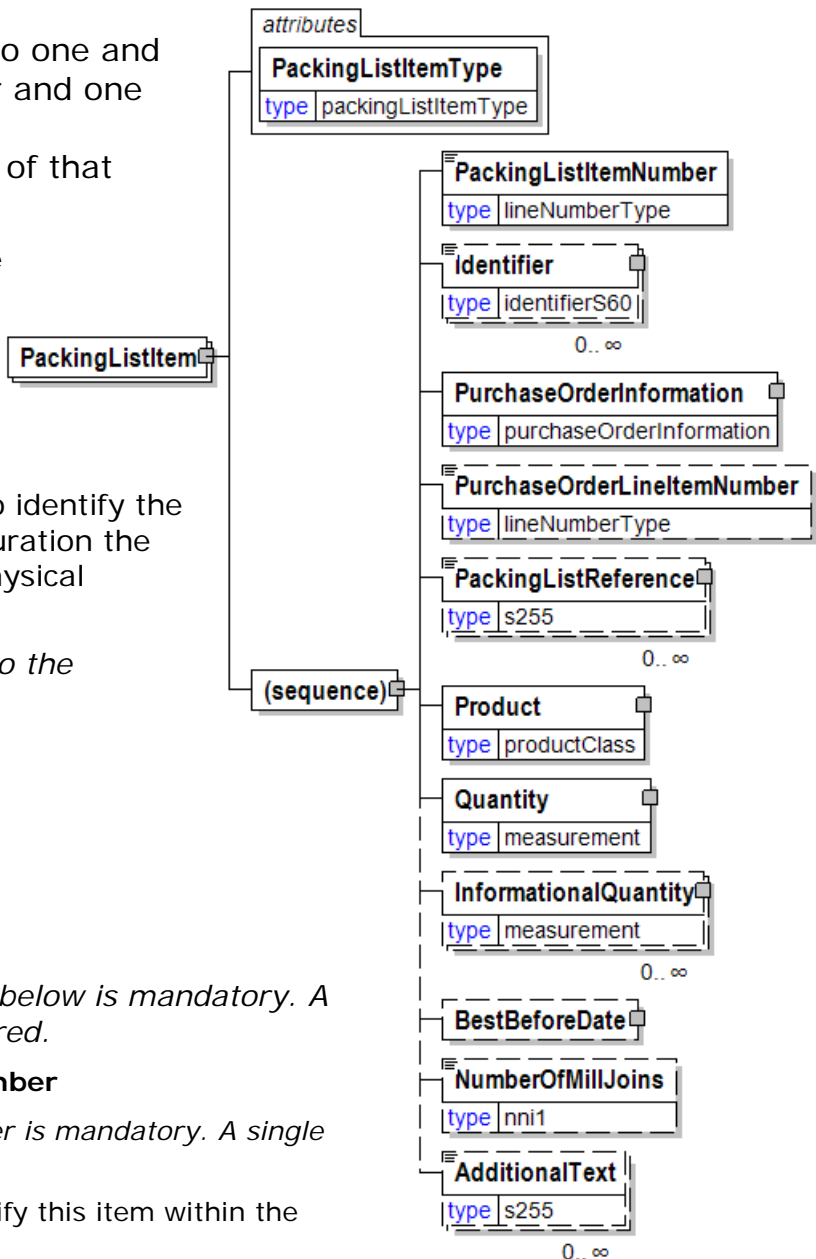 o one and
and one
of that
PackingListItem
o identify the
uration the
ysical
o the
below is mandatory. A
red.
nber
er is mandatory. A single
ify this item within the
attributes
PackingListItemType
type packingListItemType
(sequence)
PackingListItemNumber
type lineNumberType
Identifier
type identifierS60
0.. ∞
PurchaseOrderInformation
type purchaseOrderInformation
PurchaseOrderLineItemNumber
type lineNumberType
PackingListReference
type s255
0.. ∞
Product
type productClass
Quantity
type measurement
InformationalQuantity
type measurement
0.. ∞
BestBeforeDate
NumberOfMillJoins
type nni1
AdditionalText
type s255
0.. ∞